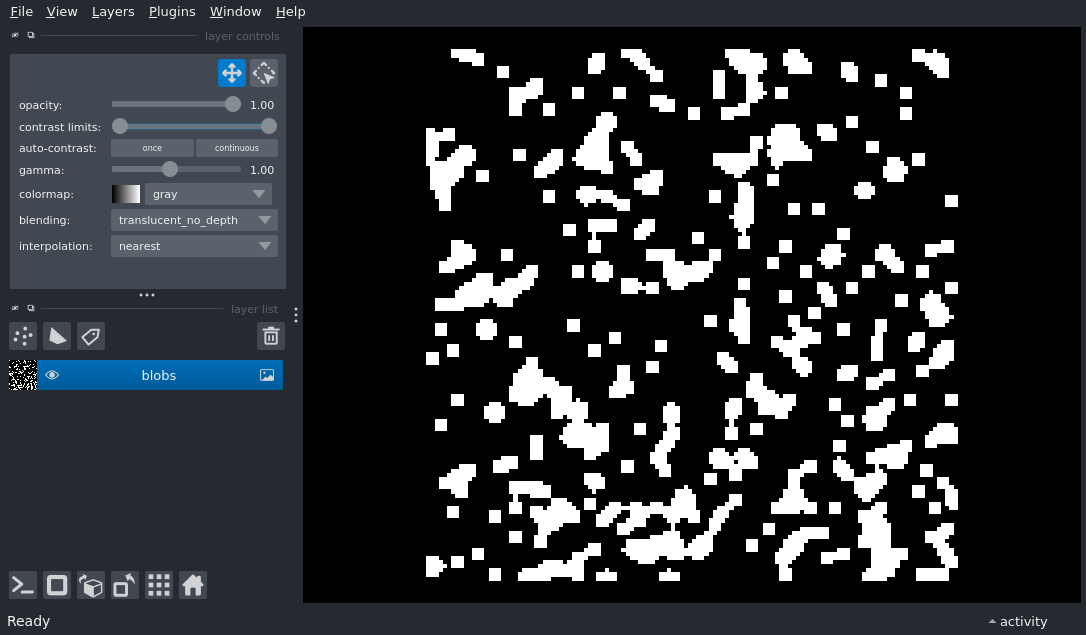 File View Layers Plugins Window Help
layer controls
opacity: 1.00
contrast limits:
auto-contrast: once continuous
gamma: 1.00
colormap: gray
blending: translucent_no_depth
interpolation: nearest
layer list
blobs
Ready activity